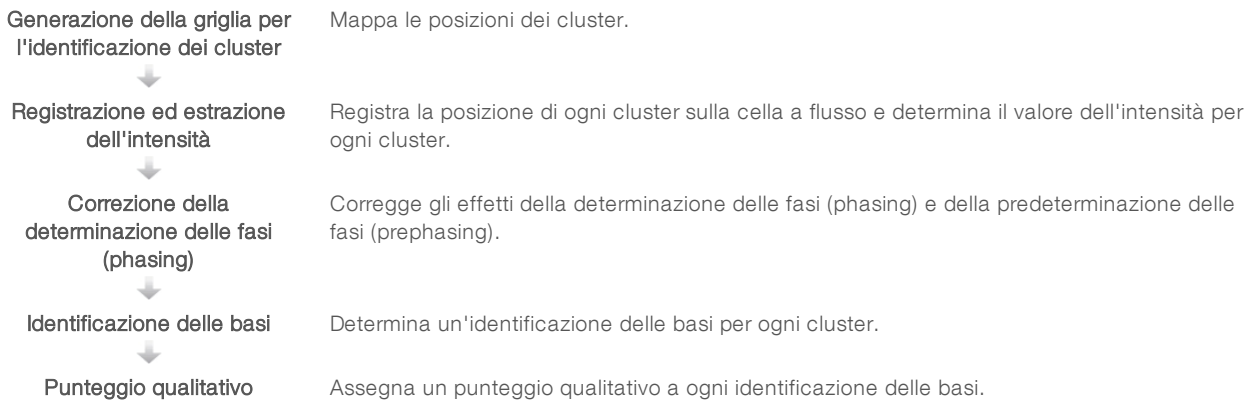 Generazione della griglia per
l'identificazione dei cluster
Mappa le posizioni dei cluster.
Registrazione ed estrazione
dell'intensità
Registra la posizione di ogni cluster sulla cella a flusso e determina il valore dell'intensità per
ogni cluster.
Correzione della
determinazione delle fasi
(phasing)
Corregge gli effetti della determinazione delle fasi (phasing) e della predeterminazione delle
fasi (prephasing).
Identificazione delle basi
Determina un'identificazione delle basi per ogni cluster.
Punteggio qualitativo
Assegna un punteggio qualitativo a ogni identificazione delle basi.